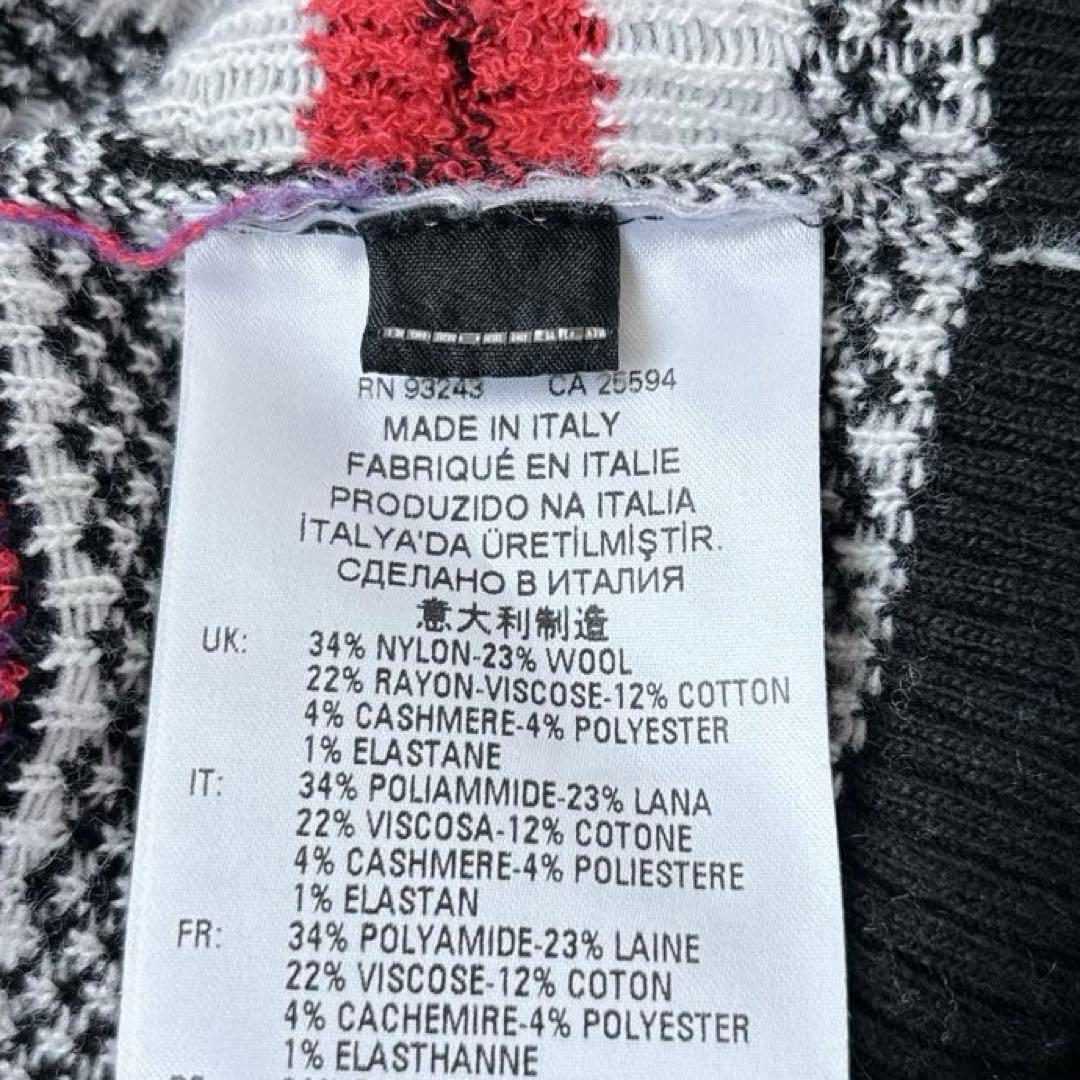 RN 93243 CA 25594
MADE IN ITALY
FABRIQUÉ EN ITALIE
PRODUZIDO NA ITALIA
İTALYA'DA ÜRETİLMİŞTİR.
СДЕЛАНО В ИТАЛИЯ
意大利制造
UK: 34% NYLON-23% WOOL
22% RAYON-VISCOSE-12% COTTON
4% CASHMERE-4% POLYESTER
1% ELASTANE
IT: 34% POLIAMMIDE-23% LANA
22% VISCOSA-12% COTONE
4% CASHMERE-4% POLIESTERE
1% ELASTAN
FR: 34% POLYAMIDE-23% LAINE
22% VISCOSE-12% COTON
4% CACHEMIRE-4% POLYESTER
1% ELASTHANNE